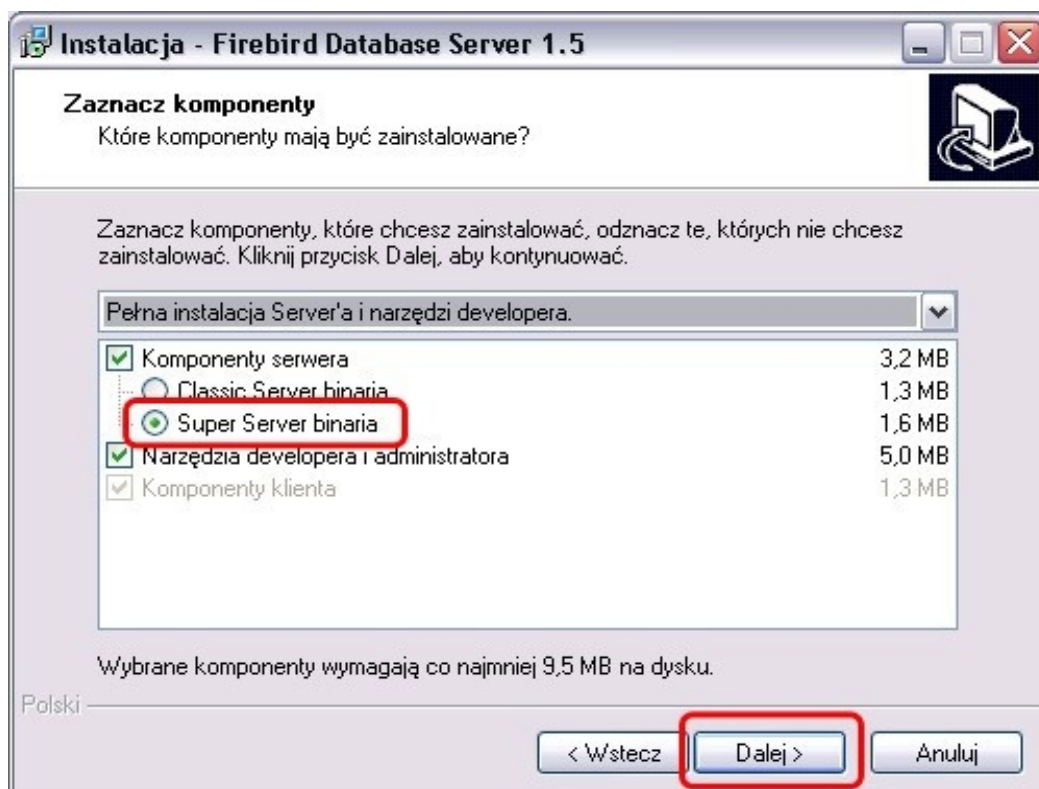 Instalacja - Firebird Database Server 1.5
Zaznacz komponenty
Które komponenty mają być zainstalowane?
Zaznacz komponenty, które chcesz zainstalować, odznacz te, których nie chcesz
zainstalować. Kliknij przycisk Dalej, aby kontynuować.
Pełna instalacja Server'a i narzędzi developera.
Komponenty serwera 3,2 MB
Classic Server binaria 1,3 MB
Super Server binaria 1,6 MB
Narzędzia developera i administratora 5,0 MB
Komponenty klienta 1,3 MB
Wybrane komponenty wymagają co najmniej 9,5 MB na dysku.
Polski
< Wstecz Dalej > Anuluj